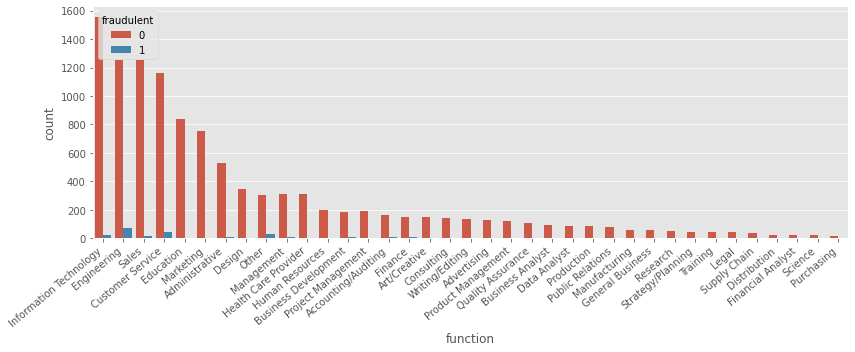 fraudulent
0
1
1600
1400
1200
1000
800
600
400
200
0
count
Information Technology
Engineering
Sales
Customer Service
Education
Marketing
Administrative
Design
Other
Management
Health Care Provider
Human Resources
Business Development
Project Management
Accounting/Auditing
Finance
Art/Creative
Consulting
Writing/Editing
Advertising
Product Management
Quality Assurance
Business Analyst
Data Analyst
Production
Public Relations
Manufacturing
General Business
Research
Strategy/Planning
Training
Legal
Supply Chain
Distribution
Financial Analyst
Science
Purchasing
function